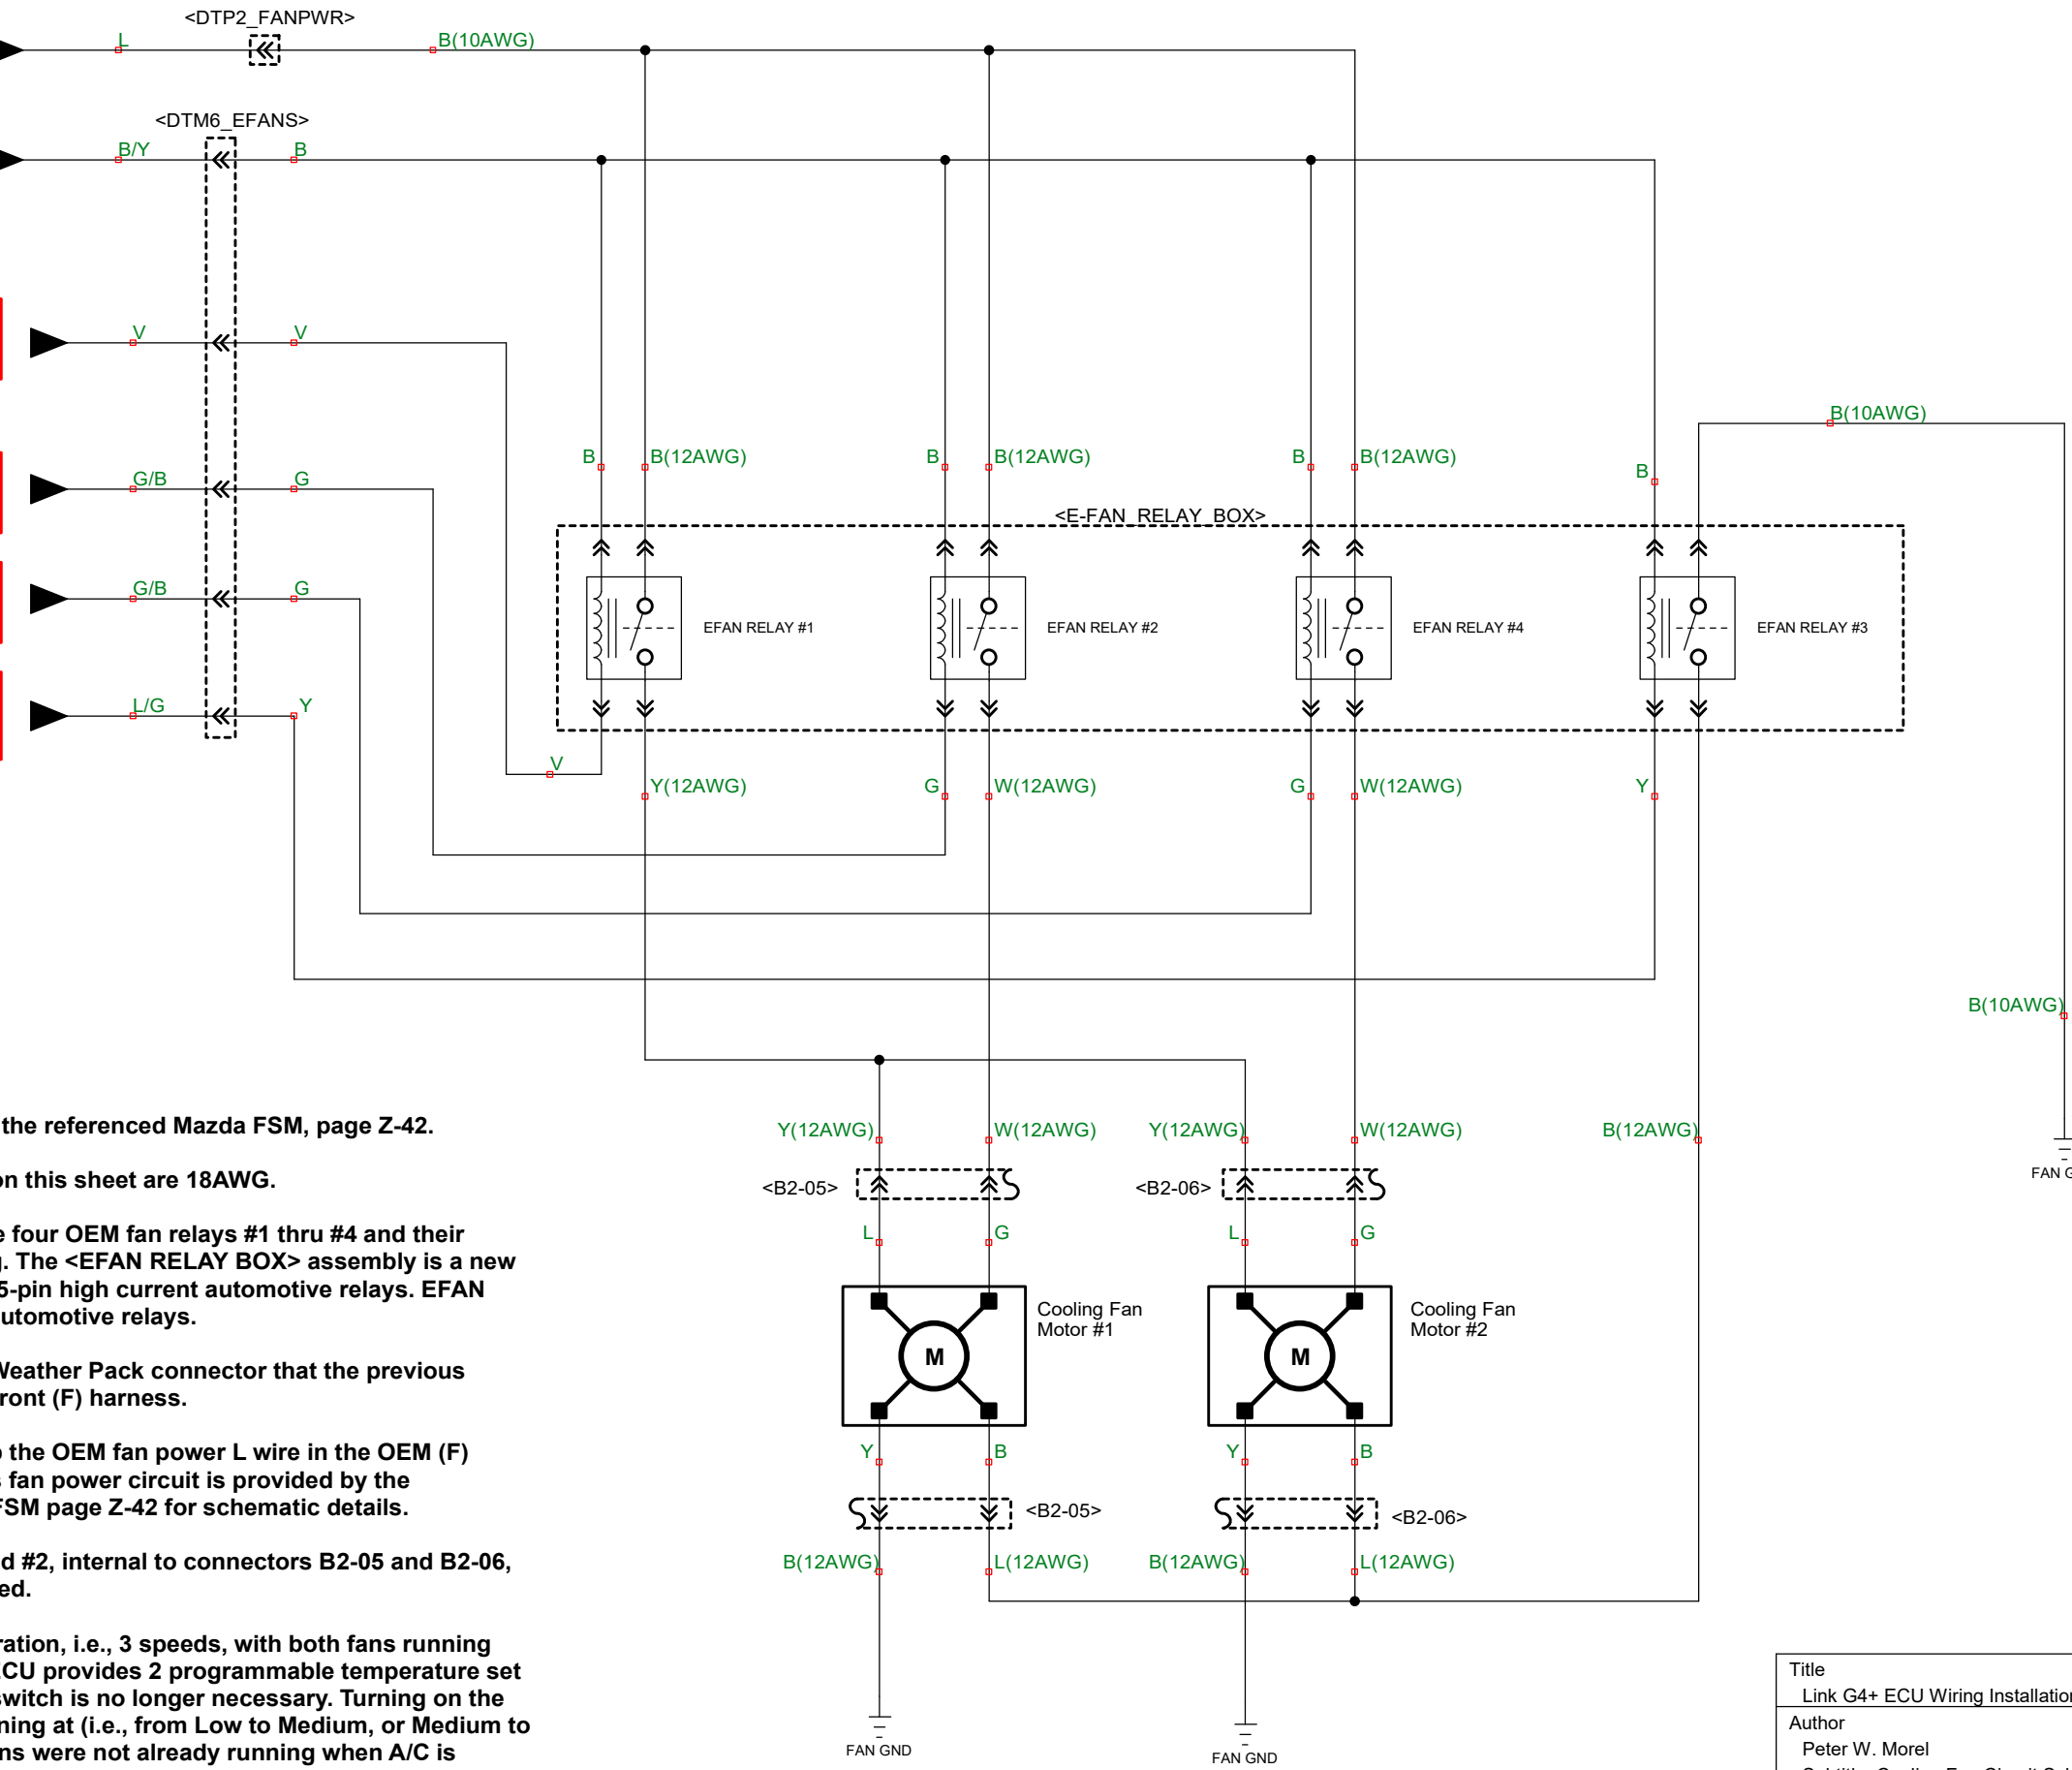 <DTP2_FANPWR>
L B(10AWG)
<DTM6_EFANS>
B/Y B
V V
B(10AWG)
B B(12AWG) B B(12AWG) B B(12AWG) B
G/B G
<E-FAN_RELAY_BOX>
G/B G
EFAN RELAY #1 EFAN RELAY #2 EFAN RELAY #4 EFAN RELAY #3
L/G Y
V
Y(12AWG) G W(12AWG) G W(12AWG) Y
B(10AWG)
the referenced Mazda FSM, page Z-42.
Y(12AWG) W(12AWG) Y(12AWG) W(12AWG) B(12AWG)
FAN G
on this sheet are 18AWG.
<B2-05> <B2-06>
L G L G
four OEM fan relays #1 thru #4 and their
The <EFAN RELAY BOX> assembly is a new
5-pin high current automotive relays. EFAN
automotive relays.
Cooling Fan
Motor #1
Cooling Fan
Motor #2
M M
Weather Pack connector that the previous
ront (F) harness.
Y B Y B
the OEM fan power L wire in the OEM (F)
fan power circuit is provided by the
FSM page Z-42 for schematic details.
<B2-05> <B2-06>
B(12AWG) L(12AWG) B(12AWG) L(12AWG)
d #2, internal to connectors B2-05 and B2-06,
ed.
ration, i.e., 3 speeds, with both fans running
ECU provides 2 programmable temperature set
switch is no longer necessary. Turning on the
ning at (i.e., from Low to Medium, or Medium to
ns were not already running when A/C is
FAN GND FAN GND
Title
Link G4+ ECU Wiring Installation
Author
Peter W. Morel